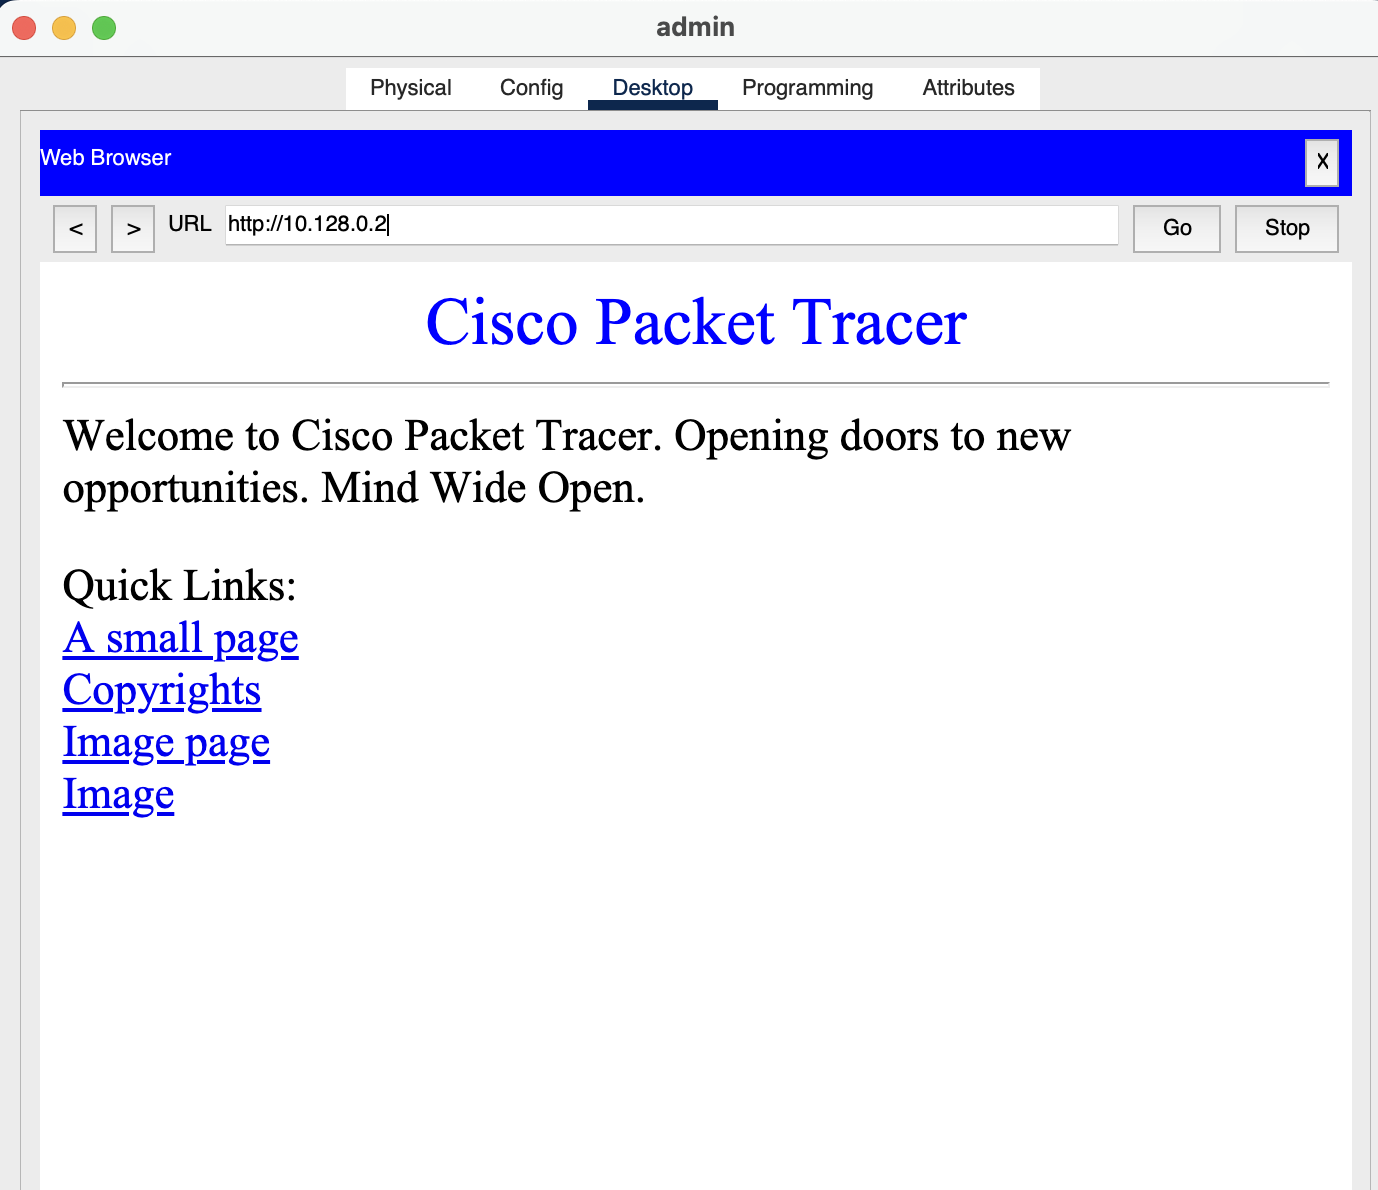 admin
Physical Config Desktop Programming Attributes
Web Browser X
< > URL http://10.128.0.2 Go Stop
Cisco Packet Tracer
Welcome to Cisco Packet Tracer. Opening doors to new
opportunities. Mind Wide Open.
Quick Links:
A small page
Copyrights
Image page
Image